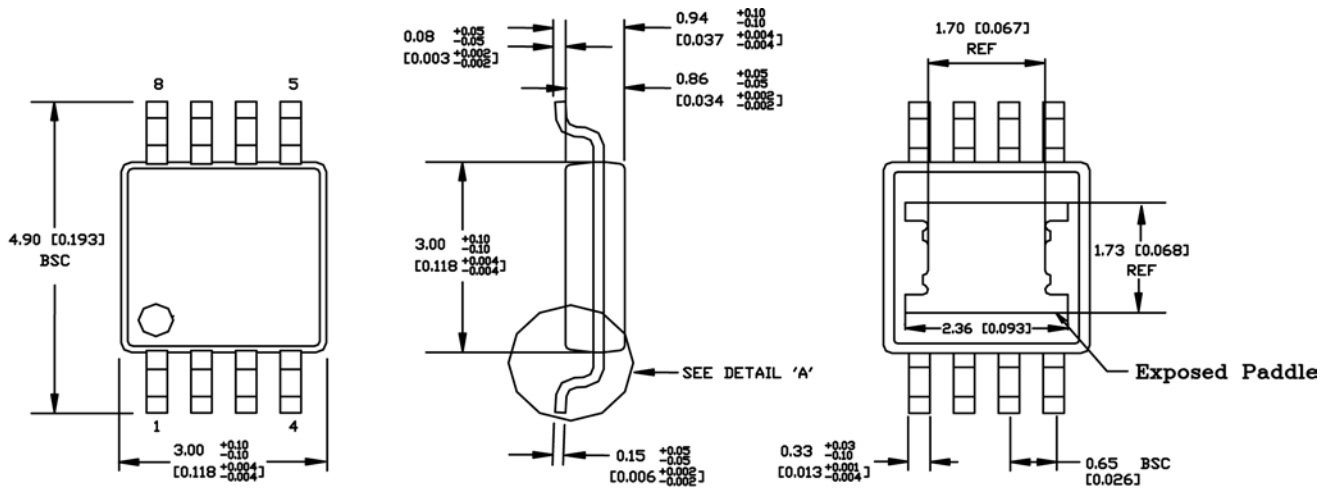 8 5
4.90 [0.193]
BSC
1 4
3.00 +0.10 -0.10
[0.118 +0.004 -0.004]
0.08 +0.05 -0.05
[0.003 +0.002 -0.002]
0.94 +0.10 -0.10
[0.037 +0.004 -0.004]
0.86 +0.05 -0.05
[0.034 +0.002 -0.002]
3.00 +0.10 -0.10
[0.118 +0.004 -0.004]
SEE DETAIL 'A'
0.15 +0.05 -0.05
[0.006 +0.002 -0.002]
1.70 [0.067]
REF
1.73 [0.068]
REF
2.36 [0.093]
Exposed Paddle
0.33 +0.03 -0.10
[0.013 +0.001 -0.004]
0.65 BSC
[0.026]